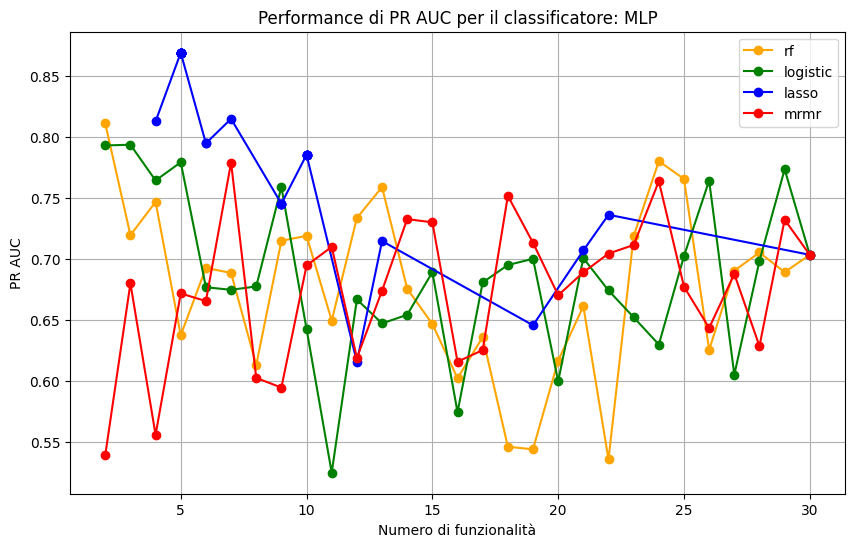 Performance di PR AUC per il classificatore: MLP
rf
logistic
lasso
mrmr
PR AUC
0.85
0.80
0.75
0.70
0.65
0.60
0.55
5 10 15 20 25 30
Numero di funzionalità